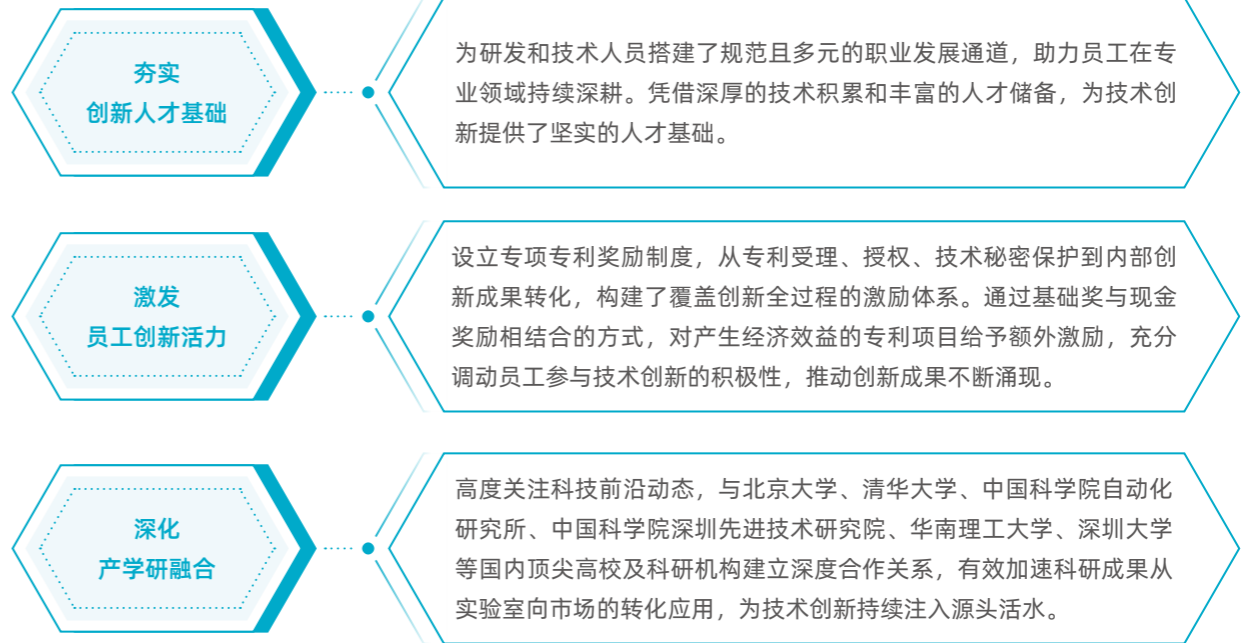 夯实
创新人才基础
为研发和技术人员搭建了规范且多元的职业发展通道，助力员工在专
业领域持续深耕。凭借深厚的技术积累和丰富的人才储备，为技术创
新提供了坚实的人才基础。
激发
员工创新活力
设立专项专利奖励制度，从专利受理、授权、技术秘密保护到内部创
新成果转化，构建了覆盖创新全过程的激励体系。通过基础奖与现金
奖励相结合的方式，对产生经济效益的专利项目给予额外激励，充分
调动员工参与技术创新的积极性，推动创新成果不断涌现。
深化
产学研融合
高度关注科技前沿动态，与北京大学、清华大学、中国科学院自动化
研究所、中国科学院深圳先进技术研究院、华南理工大学、深圳大学
等国内顶尖高校及科研机构建立深度合作关系，有效加速科研成果从
实验室向市场的转化应用，为技术创新持续注入源头活水。